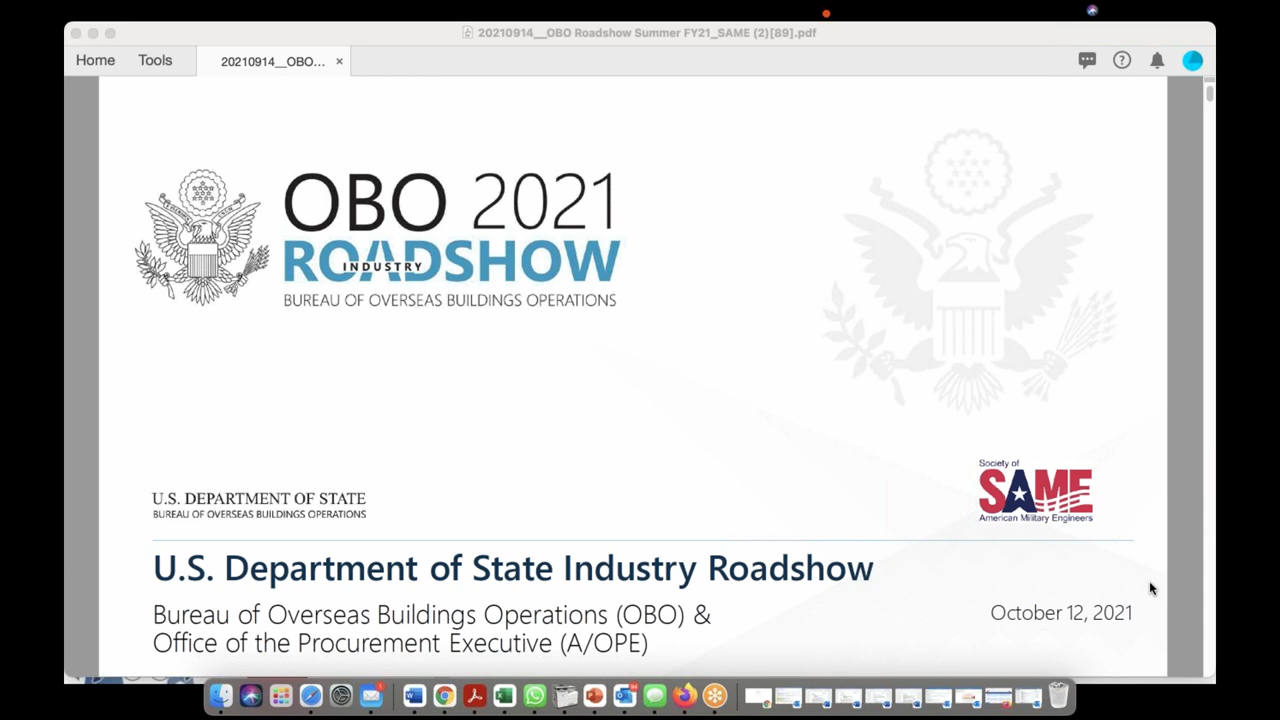 20210914__OBO Roadshow Summer FY21_SAME (2)[89].pdf
Home
Tools
20210914__OBO...
OBO 2021
ROADSHOW
INDUSTRY
BUREAU OF OVERSEAS BUILDINGS OPERATIONS
Society of
SAME
American Military Engineers
U.S. DEPARTMENT OF STATE
BUREAU OF OVERSEAS BUILDINGS OPERATIONS
U.S. Department of State Industry Roadshow
Bureau of Overseas Buildings Operations (OBO) &
Office of the Procurement Executive (A/OPE)
October 12, 2021